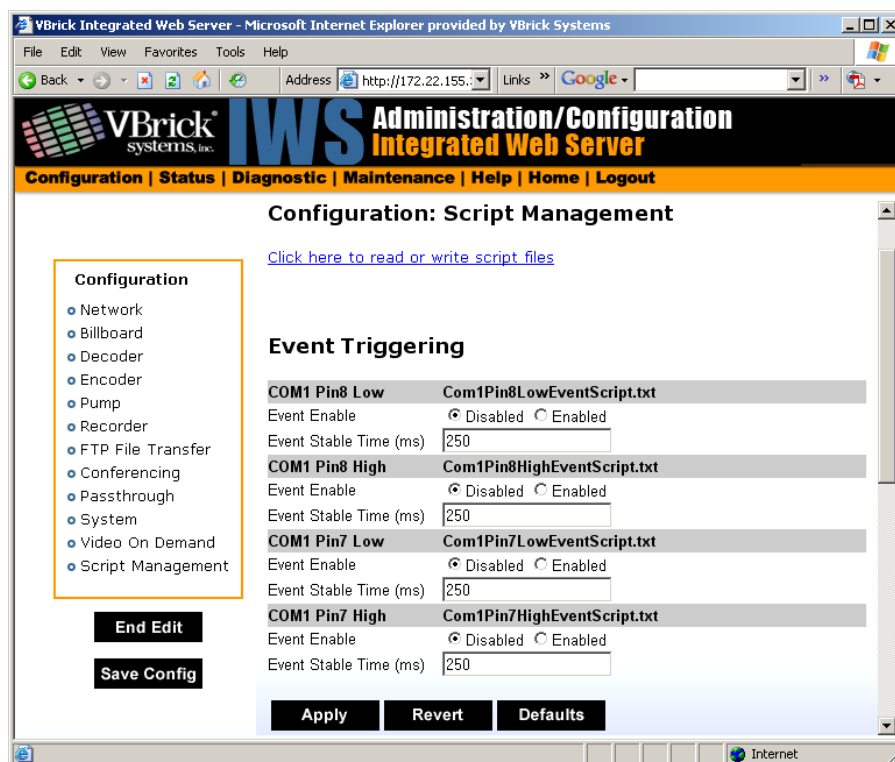 VBrick Integrated Web Server - Microsoft Internet Explorer provided by VBrick Systems
File Edit View Favorites Tools Help
Back Address http://172.22.155.: Links » Google »
VBrick systems, inc. IWS Administration/Configuration
Integrated Web Server
Configuration | Status | Diagnostic | Maintenance | Help | Home | Logout
Configuration: Script Management
Click here to read or write script files
Configuration
Network
Billboard
Decoder
Encoder
Pump
Recorder
FTP File Transfer
Conferencing
Passthrough
System
Video On Demand
Script Management
End Edit
Save Config
Event Triggering
COM1 Pin8 Low Com1Pin8LowEventScript.txt
Event Enable Disabled Enabled
Event Stable Time (ms) 250
COM1 Pin8 High Com1Pin8HighEventScript.txt
Event Enable Disabled Enabled
Event Stable Time (ms) 250
COM1 Pin7 Low Com1Pin7LowEventScript.txt
Event Enable Disabled Enabled
Event Stable Time (ms) 250
COM1 Pin7 High Com1Pin7HighEventScript.txt
Event Enable Disabled Enabled
Event Stable Time (ms) 250
Apply Revert Defaults
Internet